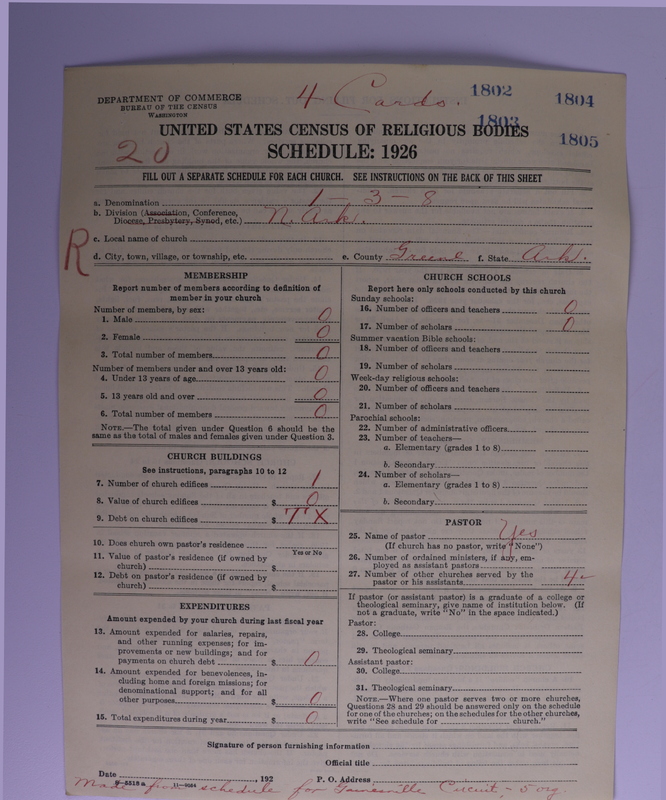 4 Cards.
1802
1803
1804
1805
DEPARTMENT OF COMMERCE
BUREAU OF THE CENSUS
WASHINGTON
UNITED STATES CENSUS OF RELIGIOUS BODIES
20
SCHEDULE: 1926
FILL OUT A SEPARATE SCHEDULE FOR EACH CHURCH. SEE INSTRUCTIONS ON THE BACK OF THIS SHEET
a. Denomination 1-3-8
b. Division (Association, Conference,
Diocese, Presbytery, Synod, etc.) N. Ark.
R
c. Local name of church
d. City, town, village, or township, etc. e. County Greene f. State Ark.
MEMBERSHIP
Report number of members according to definition of
member in your church
Number of members, by sex:
1. Male 0
2. Female 0
3. Total number of members 0
Number of members under and over 13 years old:
4. Under 13 years of age 0
5. 13 years old and over 0
6. Total number of members 0
NOTE.—The total given under Question 6 should be the
same as the total of males and females given under Question 3.
CHURCH BUILDINGS
See instructions, paragraphs 10 to 12
7. Number of church edifices 1
8. Value of church edifices $ 0
9. Debt on church edifices $
10. Does church own pastor's residence
Yes or No
11. Value of pastor's residence (if owned by
church) $
12. Debt on pastor's residence (if owned by
church) $
EXPENDITURES
Amount expended by your church during last fiscal year
13. Amount expended for salaries, repairs,
and other running expenses; for im-
provements or new buildings; and for
payments on church debt $ 0
14. Amount expended for benevolences, in-
cluding home and foreign missions; for
denominational support; and for all
other purposes $ 0
15. Total expenditures during year $ 0
CHURCH SCHOOLS
Report here only schools conducted by this church
Sunday schools:
16. Number of officers and teachers 0
17. Number of scholars 0
Summer vacation Bible schools:
18. Number of officers and teachers
19. Number of scholars
Week-day religious schools:
20. Number of officers and teachers
21. Number of scholars
Parochial schools:
22. Number of administrative officers
23. Number of teachers—
a. Elementary (grades 1 to 8)
b. Secondary
24. Number of scholars—
a. Elementary (grades 1 to 8)
b. Secondary
PASTOR
25. Name of pastor Yes
(If church has no pastor, write "None")
26. Number of ordained ministers, if any, em-
ployed as assistant pastors
27. Number of other churches served by the
pastor or his assistants 4
If pastor (or assistant pastor) is a graduate of a college or
theological seminary, give name of institution below. (If
not a graduate, write "No" in the space indicated.)
Pastor:
28. College
29. Theological seminary
Assistant pastor:
30. College
31. Theological seminary
NOTE.—Where one pastor serves two or more churches,
Questions 28 and 29 should be answered only on the schedule
for one of the churches; on the schedules for the other churches,
write "See schedule for church."
Signature of person furnishing information
Official title
Date , 192 P. O. Address
11—9664
Made from schedule for Gainesville Circuit - 5 org.